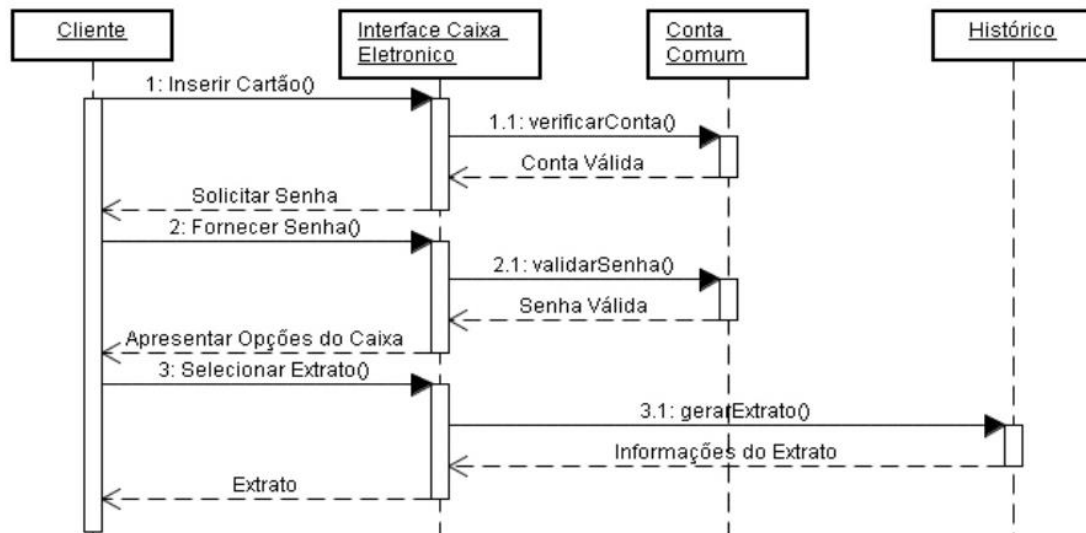 Cliente
Interface Caixa
Eletronico
Conta
Comum
Histórico
1: Inserir Cartão()
1.1: verificarConta()
Conta Válida
Solicitar Senha
2: Fornecer Senha()
2.1: validarSenha()
Senha Válida
Apresentar Opções do Caixa
3: Selecionar Extrato()
3.1: gerarExtrato()
Informações do Extrato
Extrato